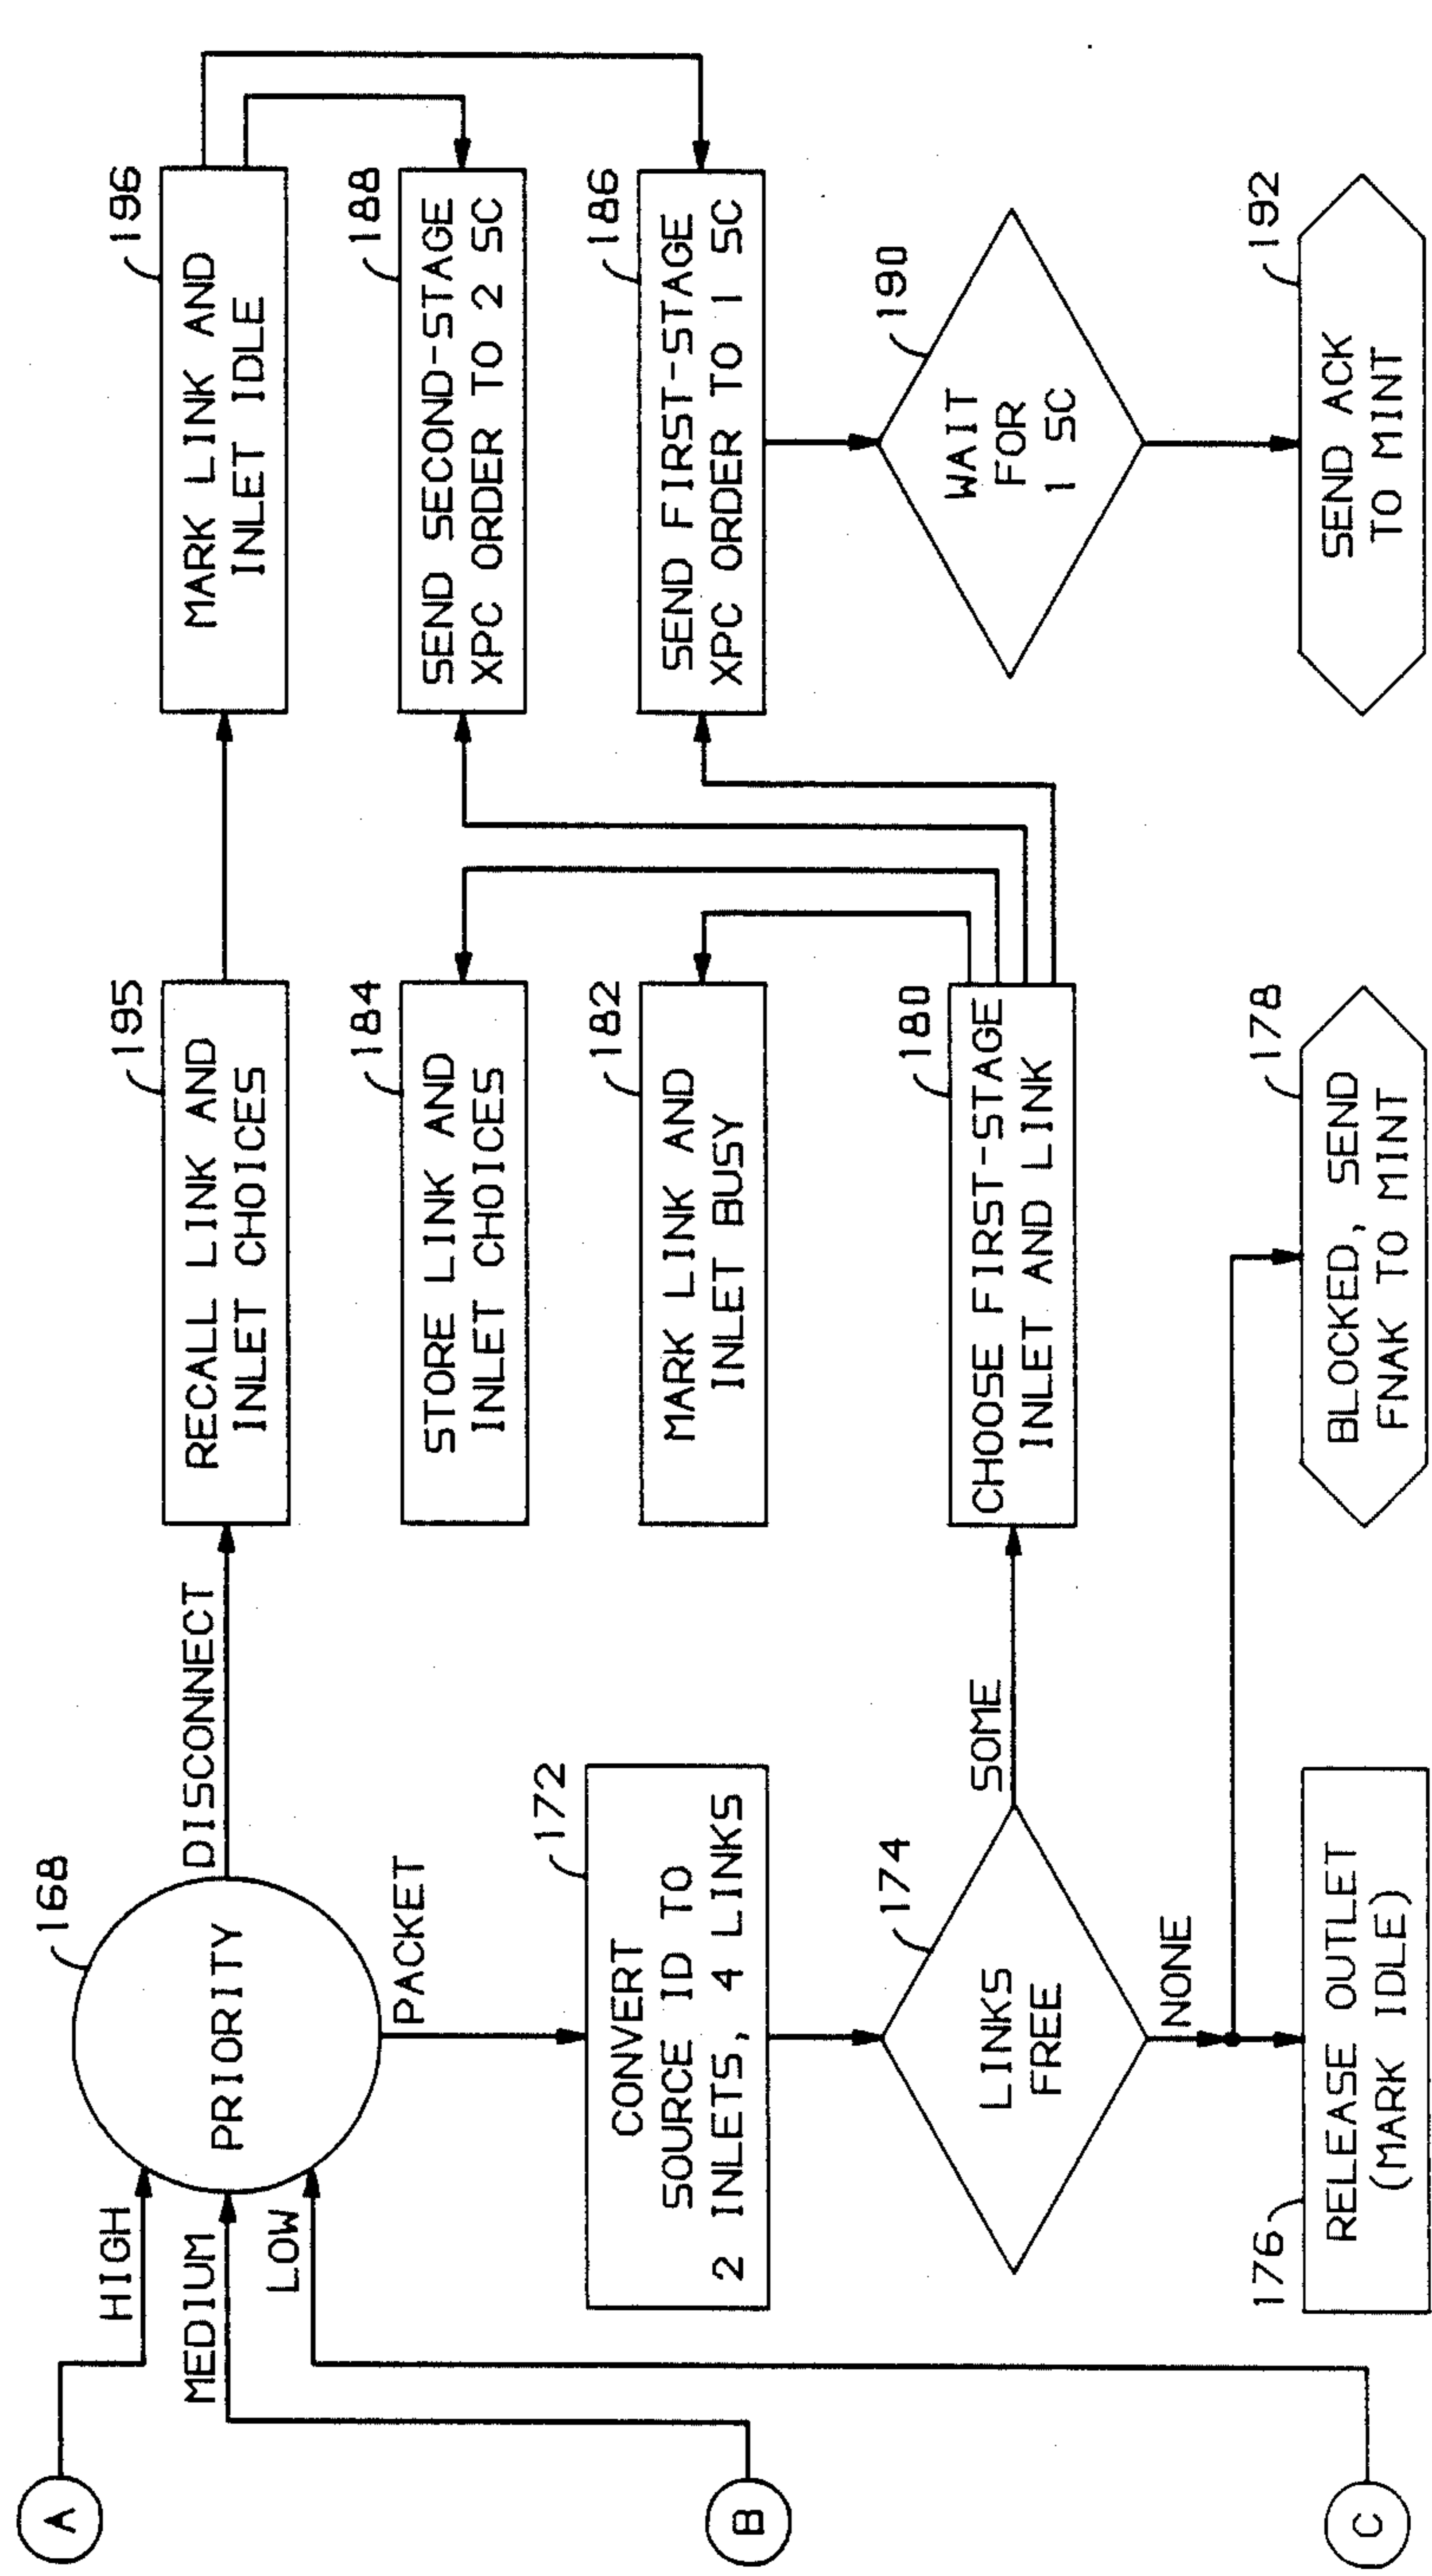 A
HIGH
MEDIUM
LOW
B
C
168
PRIORITY
DISCONNECT
PACKET
172
CONVERT
SOURCE ID TO
2 INLETS, 4 LINKS
174
LINKS
FREE
SOME
NONE
176
RELEASE OUTLET
(MARK IDLE)
195
RECALL LINK AND
INLET CHOICES
184
STORE LINK AND
INLET CHOICES
182
MARK LINK AND
INLET BUSY
180
CHOOSE FIRST-STAGE
INLET AND LINK
178
BLOCKED, SEND
FNAK TO MINT
196
MARK LINK AND
INLET IDLE
188
SEND SECOND-STAGE
XPC ORDER TO 2 SC
186
SEND FIRST-STAGE
XPC ORDER TO 1 SC
190
WAIT
FOR
1 SC
192
SEND ACK
TO MINT